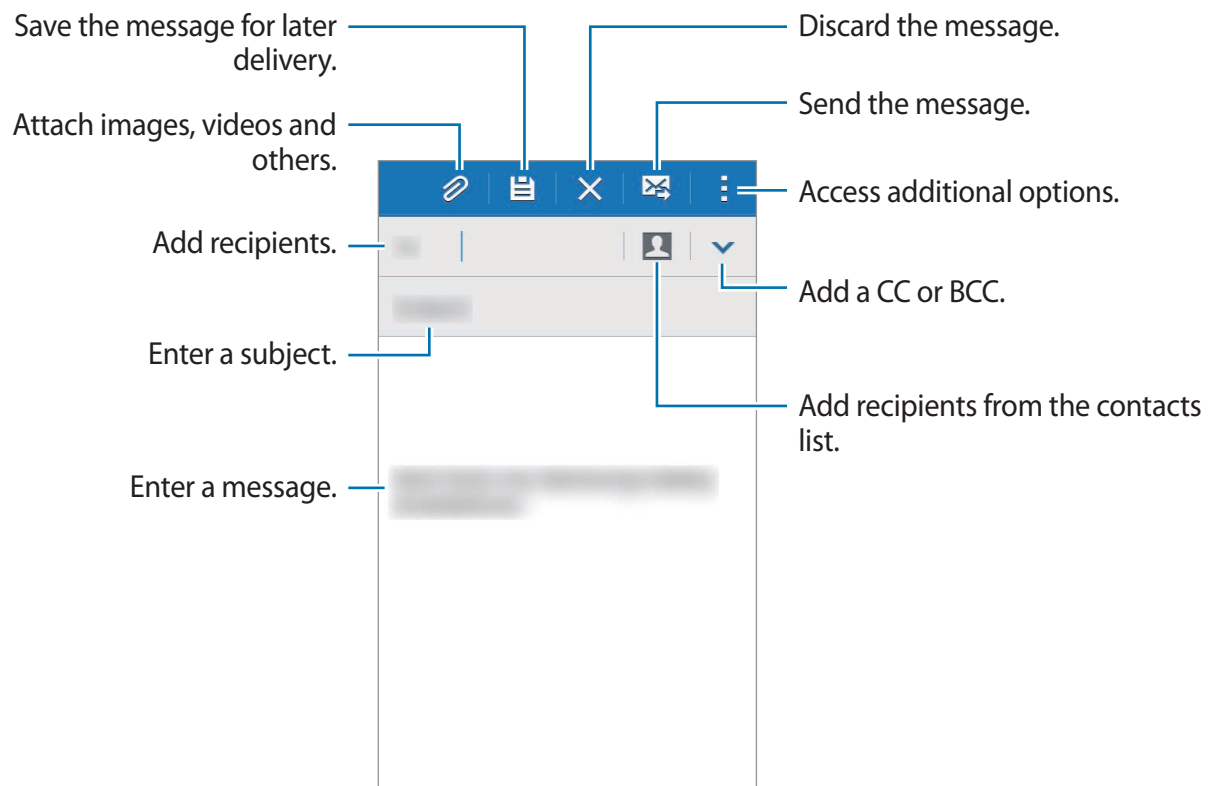 Save the message for later
delivery.
Attach images, videos and
others.
Add recipients.
Enter a subject.
Enter a message.
Discard the message.
Send the message.
Access additional options.
Add a CC or BCC.
Add recipients from the contacts
list.